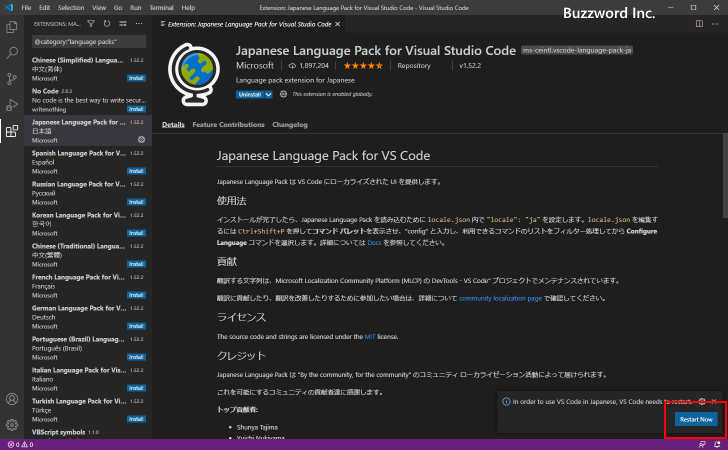 File Edit Selection View Go Run Terminal Help
Extension: Japanese Language Pack for Visual Studio Code - Visual Studio Code
Buzzword Inc.
EXTENSIONS: MA...
Extension: Japanese Language Pack for Visual Studio Code
@category:"language packs"
Chinese (Simplified) Langua... 1.52.2
中文(简体)
Microsoft Install
No Code 2.0.2
No code is the best way to write secur...
writenothing Install
Japanese Language Pack for ... 1.52.2
日本語
Microsoft
Spanish Language Pack for V... 1.52.2
Español
Microsoft Install
Russian Language Pack for V... 1.52.2
Русский
Microsoft Install
Korean Language Pack for Vi... 1.52.2
한국어
Microsoft Install
Chinese (Traditional) Langua... 1.52.2
中文(繁體)
Microsoft Install
French Language Pack for Vi... 1.52.2
Français
Microsoft Install
German Language Pack for Vi... 1.52.2
Deutsch
Microsoft Install
Portuguese (Brazil) Languag... 1.52.2
Português (Brasil)
Microsoft Install
Italian Language Pack for Vi... 1.52.2
Italiano
Microsoft Install
Turkish Language Pack for Vi... 1.52.2
Türkçe
Microsoft Install
VBScript symbols 1.1.0
Japanese Language Pack for Visual Studio Code ms-ceintl.vscode-language-pack-ja
Microsoft 1,897,204 Repository v1.52.2
Language pack extension for Japanese
Uninstall This extension is enabled globally.
Details Feature Contributions Changelog
Japanese Language Pack for VS Code
Japanese Language Pack は VS Code にローカライズされた UI を提供します。
使用法
インストールが完了したら、Japanese Language Pack を読み込むために locale.json 内で "locale": "ja" を設定します。locale.json を編集す
るには Ctrl+Shift+P を押してコマンド パレットを表示させ、"config" と入力し、利用できるコマンドのリストをフィルター処理してから Configure
Language コマンドを選択します。詳細については Docs を参照してください。
貢献
翻訳する文字列は、Microsoft Localization Community Platform (MLCP) の DevTools - VS Code" プロジェクトでメンテナンスされています。
翻訳に貢献したり、翻訳を改善したりするために参加したい場合は、詳細について community localization page で確認してください。
ライセンス
The source code and strings are licensed under the MIT license.
クレジット
Japanese Language Pack は "By the community, for the community" のコミュニティ ローカライゼーション活動によって届けられます。
これを可能にするコミュニティの貢献者達に感謝します。
トップ貢献者:
Shunya Tajima
Yuichi Nukiyama
In order to use VS Code in Japanese, VS Code needs to restart.
Restart Now
0 0